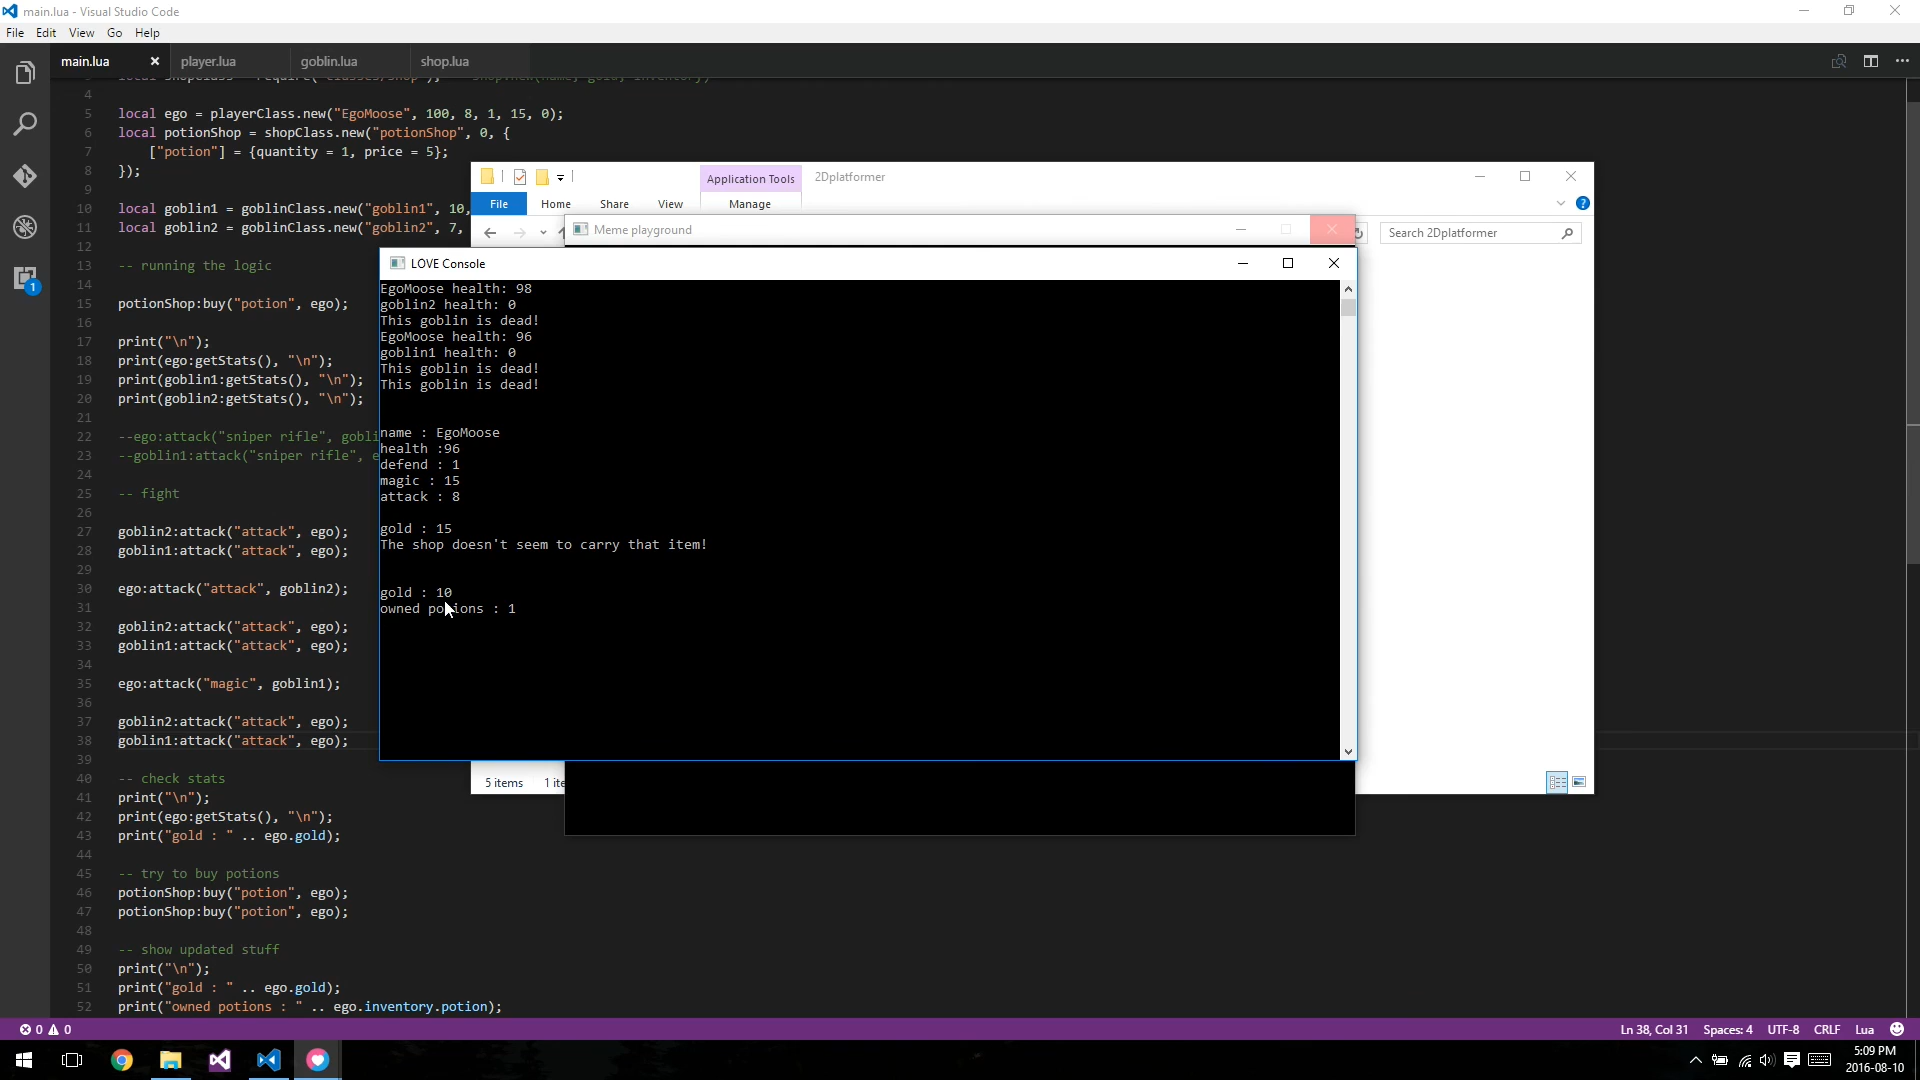 main.lua - Visual Studio Code
File Edit View Go Help
main.lua player.lua goblin.lua shop.lua
4
5 local ego = playerClass.new("EgoMoose", 100, 8, 1, 15, 0);
6 local potionShop = shopClass.new("potionShop", 0, {
7 ["potion"] = {quantity = 1, price = 5};
8 });
9
10 local goblin1 = goblinClass.new("goblin1", 10,
11 local goblin2 = goblinClass.new("goblin2", 7,
12
13 -- running the logic
14
15 potionShop:buy("potion", ego);
16
17 print("\n");
18 print(ego:getStats(), "\n");
19 print(goblin1:getStats(), "\n");
20 print(goblin2:getStats(), "\n");
21
22 --ego:attack("sniper rifle", gobli
23 --goblin1:attack("sniper rifle", e
24
25 -- fight
26
27 goblin2:attack("attack", ego);
28 goblin1:attack("attack", ego);
29
30 ego:attack("attack", goblin2);
31
32 goblin2:attack("attack", ego);
33 goblin1:attack("attack", ego);
34
35 ego:attack("magic", goblin1);
36
37 goblin2:attack("attack", ego);
38 goblin1:attack("attack", ego);
39
40 -- check stats
41 print("\n");
42 print(ego:getStats(), "\n");
43 print("gold : " .. ego.gold);
44
45 -- try to buy potions
46 potionShop:buy("potion", ego);
47 potionShop:buy("potion", ego);
48
49 -- show updated stuff
50 print("\n");
51 print("gold : " .. ego.gold);
52 print("owned potions : " .. ego.inventory.potion);
Application Tools 2Dplatformer
File Home Share View Manage
Search 2Dplatformer
Meme playground
LOVE Console
EgoMoose health: 98
goblin2 health: 0
This goblin is dead!
EgoMoose health: 96
goblin1 health: 0
This goblin is dead!
This goblin is dead!
name : EgoMoose
health :96
defend : 1
magic : 15
attack : 8
gold : 15
The shop doesn't seem to carry that item!
gold : 10
owned potions : 1
5 items 1 ite
1
0 0
Ln 38, Col 31 Spaces: 4 UTF-8 CRLF Lua
5:09 PM
2016-08-10